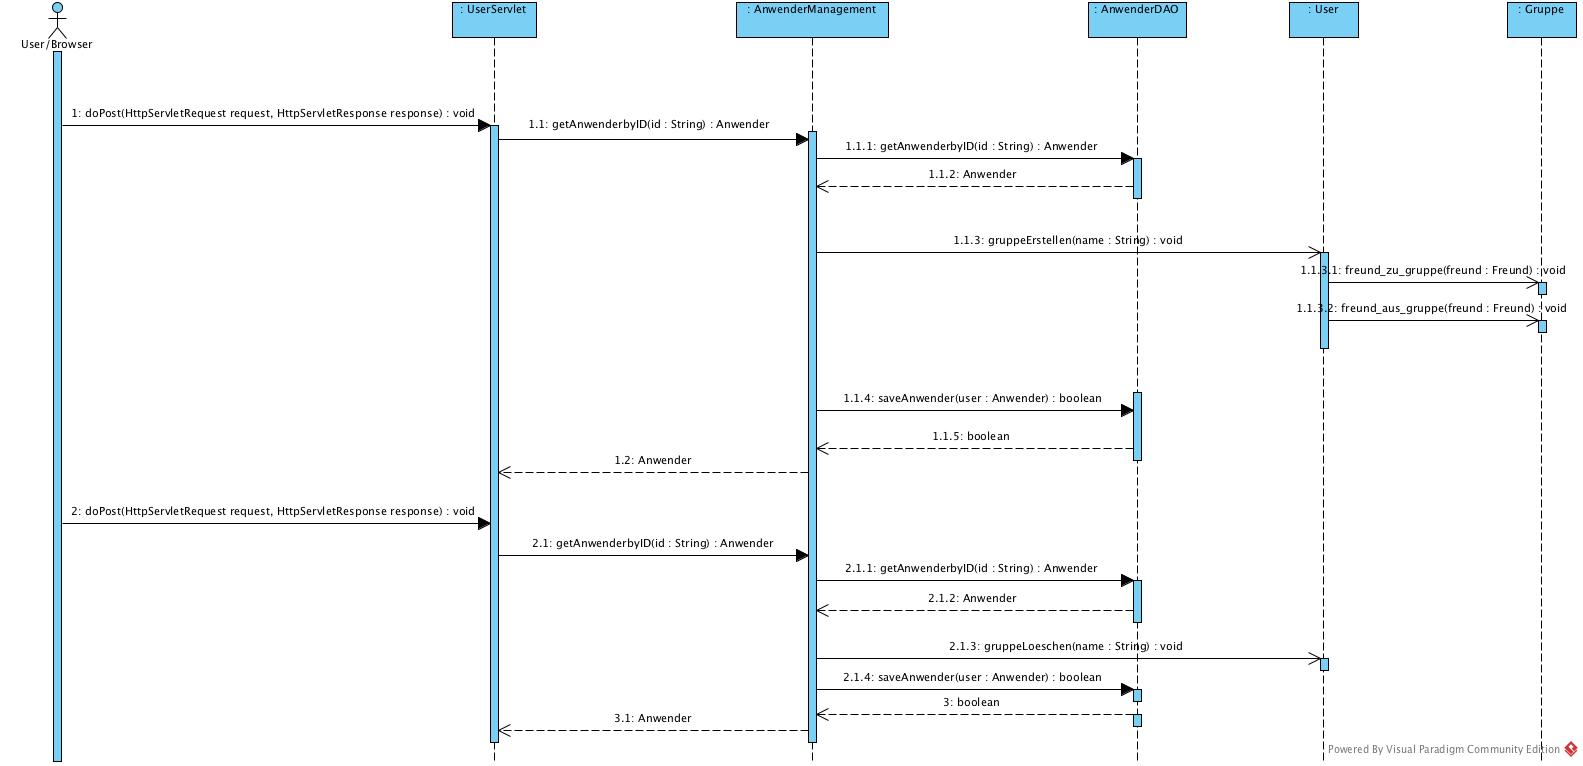 : UserServlet
: AnwenderManagement
: AnwenderDAO
: User
: Gruppe
User/Browser
1: doPost(HttpServletRequest request, HttpServletResponse response) : void
1.1: getAnwenderbyID(id : String) : Anwender
1.1.1: getAnwenderbyID(id : String) : Anwender
1.1.2: Anwender
1.1.3: gruppeErstellen(name : String) : void
1.1.3.1: freund_zu_gruppe(freund : Freund) : void
1.1.3.2: freund_aus_gruppe(freund : Freund) : void
1.1.4: saveAnwender(user : Anwender) : boolean
1.1.5: boolean
1.2: Anwender
2: doPost(HttpServletRequest request, HttpServletResponse response) : void
2.1: getAnwenderbyID(id : String) : Anwender
2.1.1: getAnwenderbyID(id : String) : Anwender
2.1.2: Anwender
2.1.3: gruppeLoeschen(name : String) : void
2.1.4: saveAnwender(user : Anwender) : boolean
3: boolean
3.1: Anwender
Powered By Visual Paradigm Community Edition